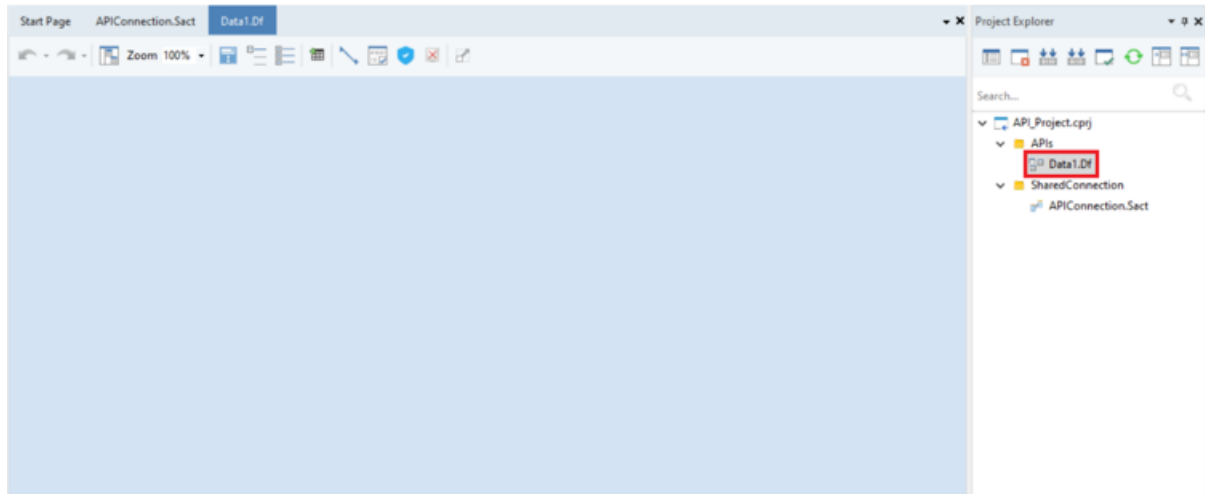 Start Page APIConnection.Sact Data1.Df
Zoom 100%
Project Explorer
Search...
API_Project.cprj
APIs
Data1.Df
SharedConnection
APIConnection.Sact